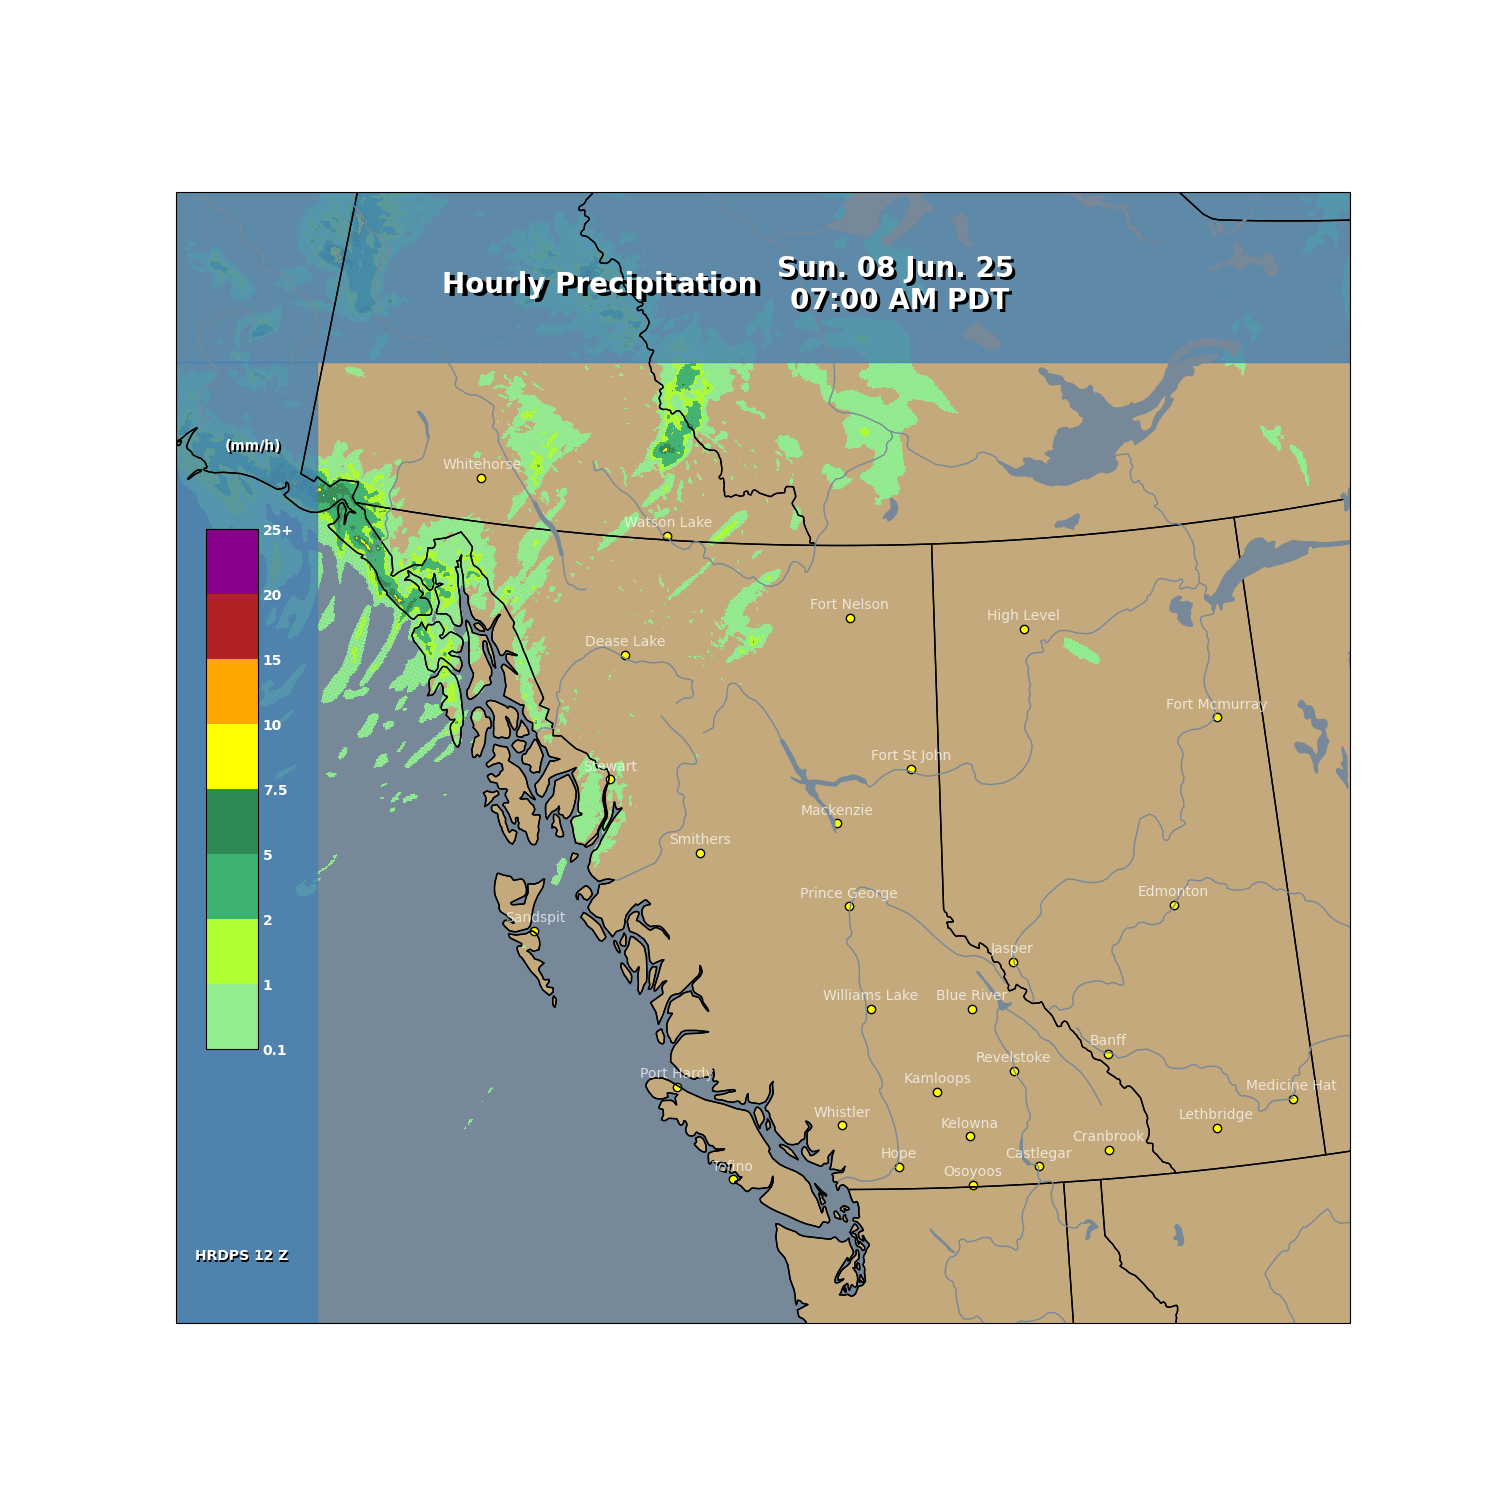 Hourly Precipitation
Sun. 08 Jun. 25
07:00 AM PDT
(mm/h)
Whitehorse
Watson Lake
25+
20
15
10
7.5
5
2
1
0.1
Fort Nelson
High Level
Dease Lake
Fort Mcmurray
Fort St John
Stewart
Mackenzie
Smithers
Prince George
Edmonton
Sandspit
Jasper
Williams Lake
Blue River
Banff
Revelstoke
Port Hardy
Kamloops
Medicine Hat
Whistler
Lethbridge
Kelowna
Cranbrook
Hope
Castlegar
Tofino
Osoyoos
HRDPS 12 Z